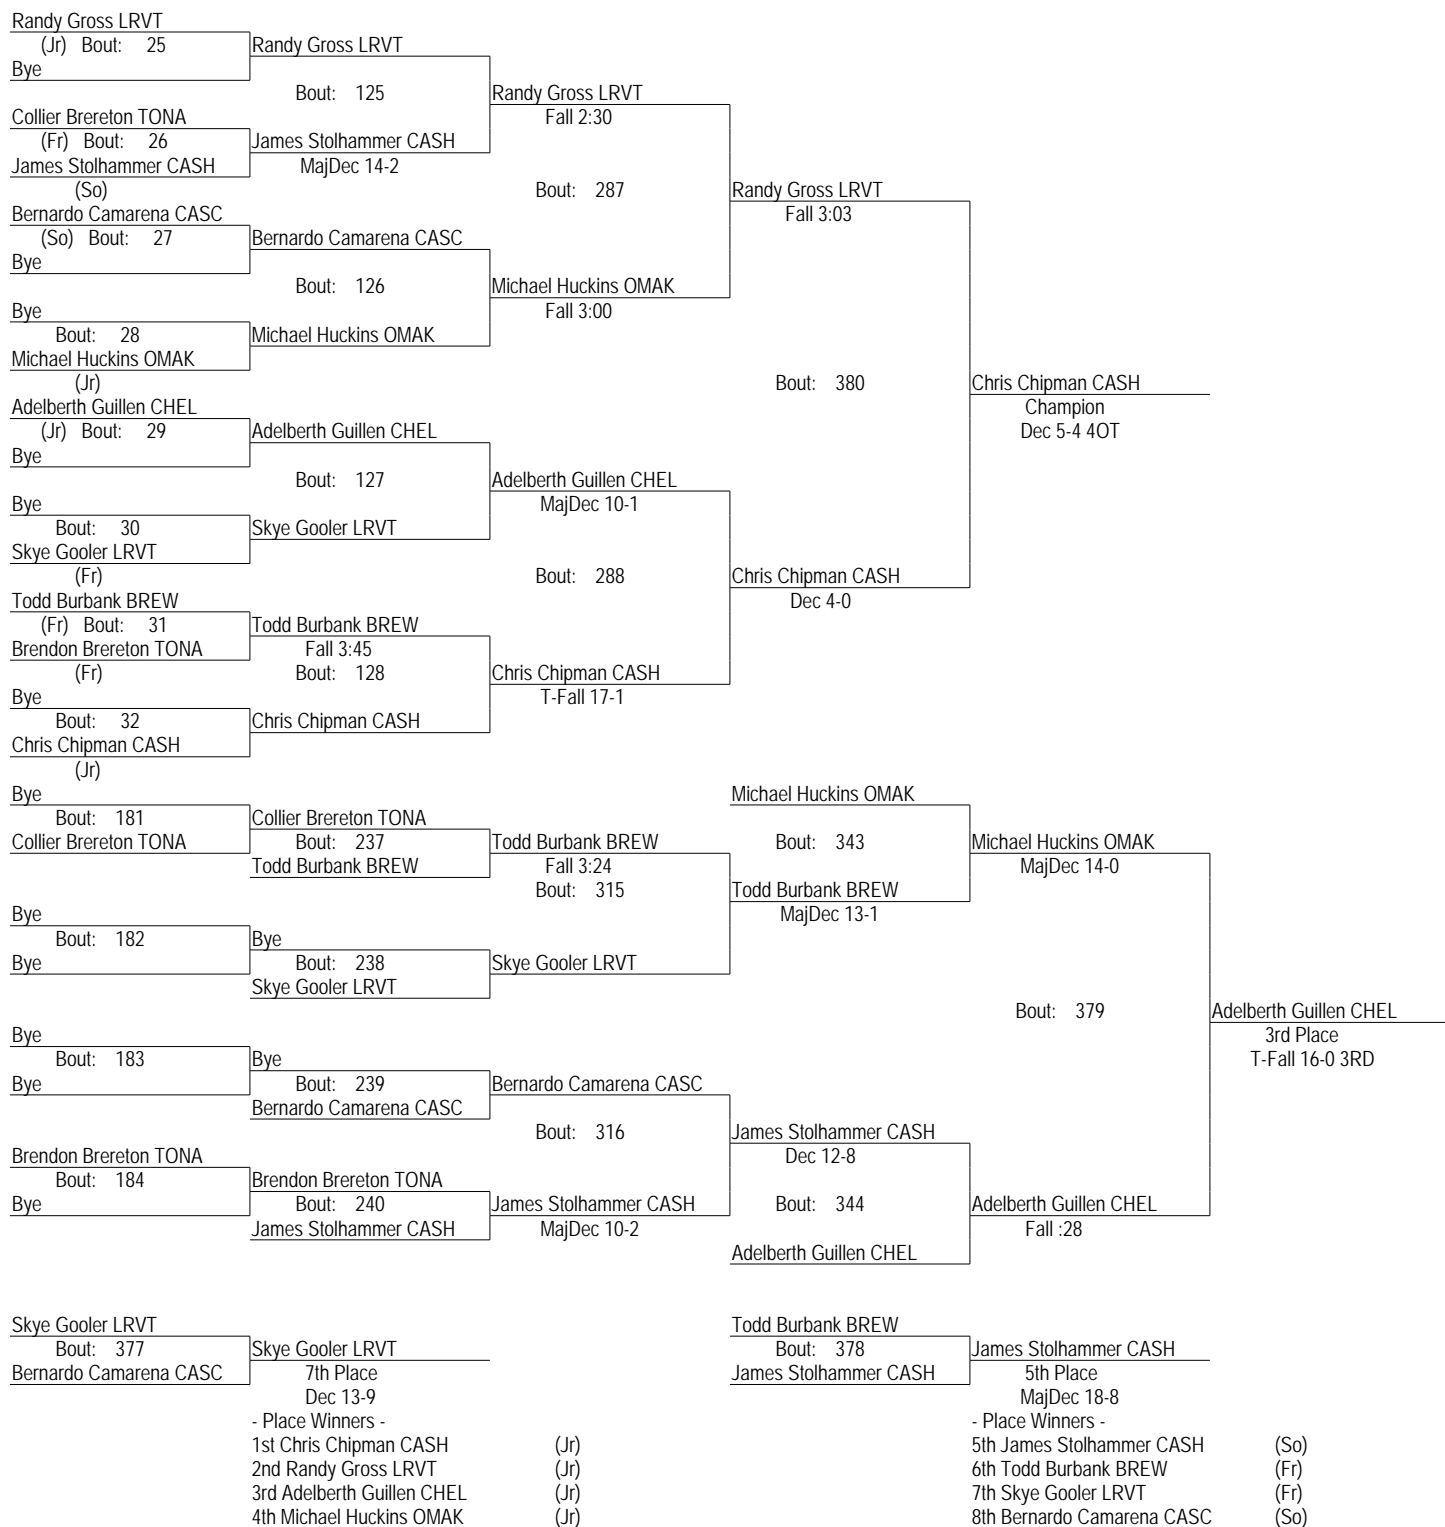 Randy Gross LRVT
(Jr) Bout: 25 Randy Gross LRVT
Bye
Bout: 125 Randy Gross LRVT
Collier Brereton TONA Fall 2:30
(Fr) Bout: 26 James Stolhammer CASH
James Stolhammer CASH MajDec 14-2
(So) Bout: 287 Randy Gross LRVT
Bernardo Camarena CASC Fall 3:03
(So) Bout: 27 Bernardo Camarena CASC
Bye
Bout: 126 Michael Huckins OMAK
Bye Fall 3:00
Bout: 28 Michael Huckins OMAK
Michael Huckins OMAK
(Jr) Bout: 380 Chris Chipman CASH
Adelberth Guillen CHEL Champion
(Jr) Bout: 29 Adelberth Guillen CHEL Dec 5-4 4OT
Bye
Bout: 127 Adelberth Guillen CHEL
Bye MajDec 10-1
Bout: 30 Skye Gooler LRVT
Skye Gooler LRVT
(Fr) Bout: 288 Chris Chipman CASH
Todd Burbank BREW Dec 4-0
(Fr) Bout: 31 Todd Burbank BREW
Brendon Brereton TONA Fall 3:45
(Fr) Bout: 128 Chris Chipman CASH
Bye T-Fall 17-1
Bout: 32 Chris Chipman CASH
Chris Chipman CASH
(Jr)
Bye Michael Huckins OMAK
Bout: 181 Collier Brereton TONA
Collier Brereton TONA Bout: 237 Todd Burbank BREW Bout: 343 Michael Huckins OMAK
Todd Burbank BREW Fall 3:24 MajDec 14-0
Bout: 315 Todd Burbank BREW
Bye MajDec 13-1
Bout: 182 Bye
Bye Bout: 238 Skye Gooler LRVT
Skye Gooler LRVT
Bout: 379 Adelberth Guillen CHEL
Bye 3rd Place
Bout: 183 Bye T-Fall 16-0 3RD
Bye Bout: 239 Bernardo Camarena CASC
Bernardo Camarena CASC
Bout: 316 James Stolhammer CASH
Brendon Brereton TONA Dec 12-8
Bout: 184 Brendon Brereton TONA
Bye Bout: 240 James Stolhammer CASH Bout: 344 Adelberth Guillen CHEL
James Stolhammer CASH MajDec 10-2 Fall :28
Adelberth Guillen CHEL
Skye Gooler LRVT Todd Burbank BREW
Bout: 377 Skye Gooler LRVT Bout: 378 James Stolhammer CASH
Bernardo Camarena CASC 7th Place James Stolhammer CASH 5th Place
Dec 13-9 MajDec 18-8
- Place Winners - - Place Winners -
1st Chris Chipman CASH (Jr) 5th James Stolhammer CASH (So)
2nd Randy Gross LRVT (Jr) 6th Todd Burbank BREW (Fr)
3rd Adelberth Guillen CHEL (Jr) 7th Skye Gooler LRVT (Fr)
4th Michael Huckins OMAK (Jr) 8th Bernardo Camarena CASC (So)